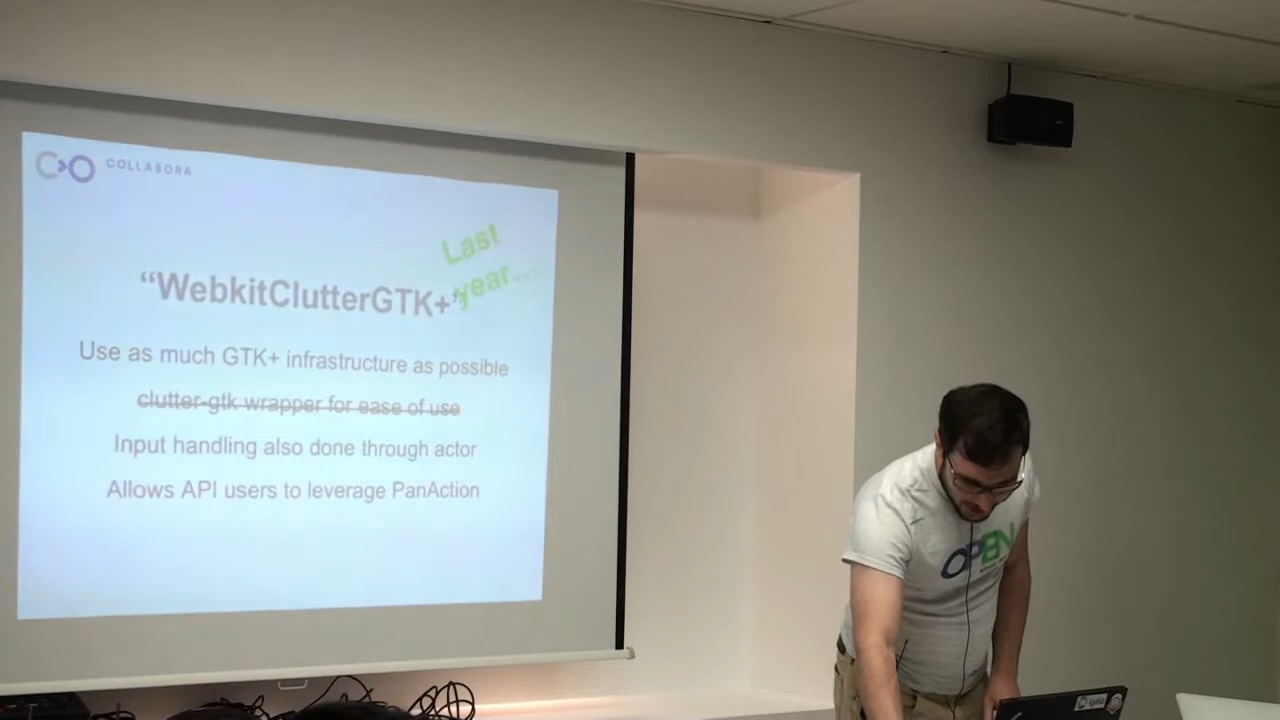 COLLABORA
Last
year...
“WebkitClutterGTK+”
Use as much GTK+ infrastructure as possible
clutter-gtk wrapper for ease of use
Input handling also done through actor
Allows API users to leverage PanAction
OPEN